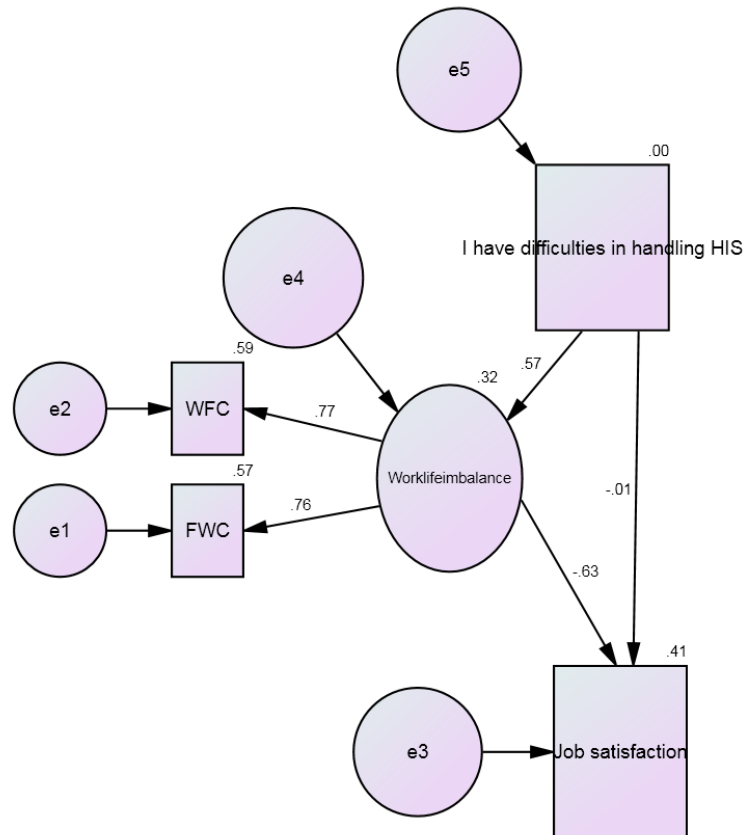 e5
.00
I have difficulties in handling HIS
e4
.59
.32
.57
e2
WFC
.77
.57
Worklifeimbalance
-.01
e1
FWC
.76
-.63
.41
e3
Job satisfaction